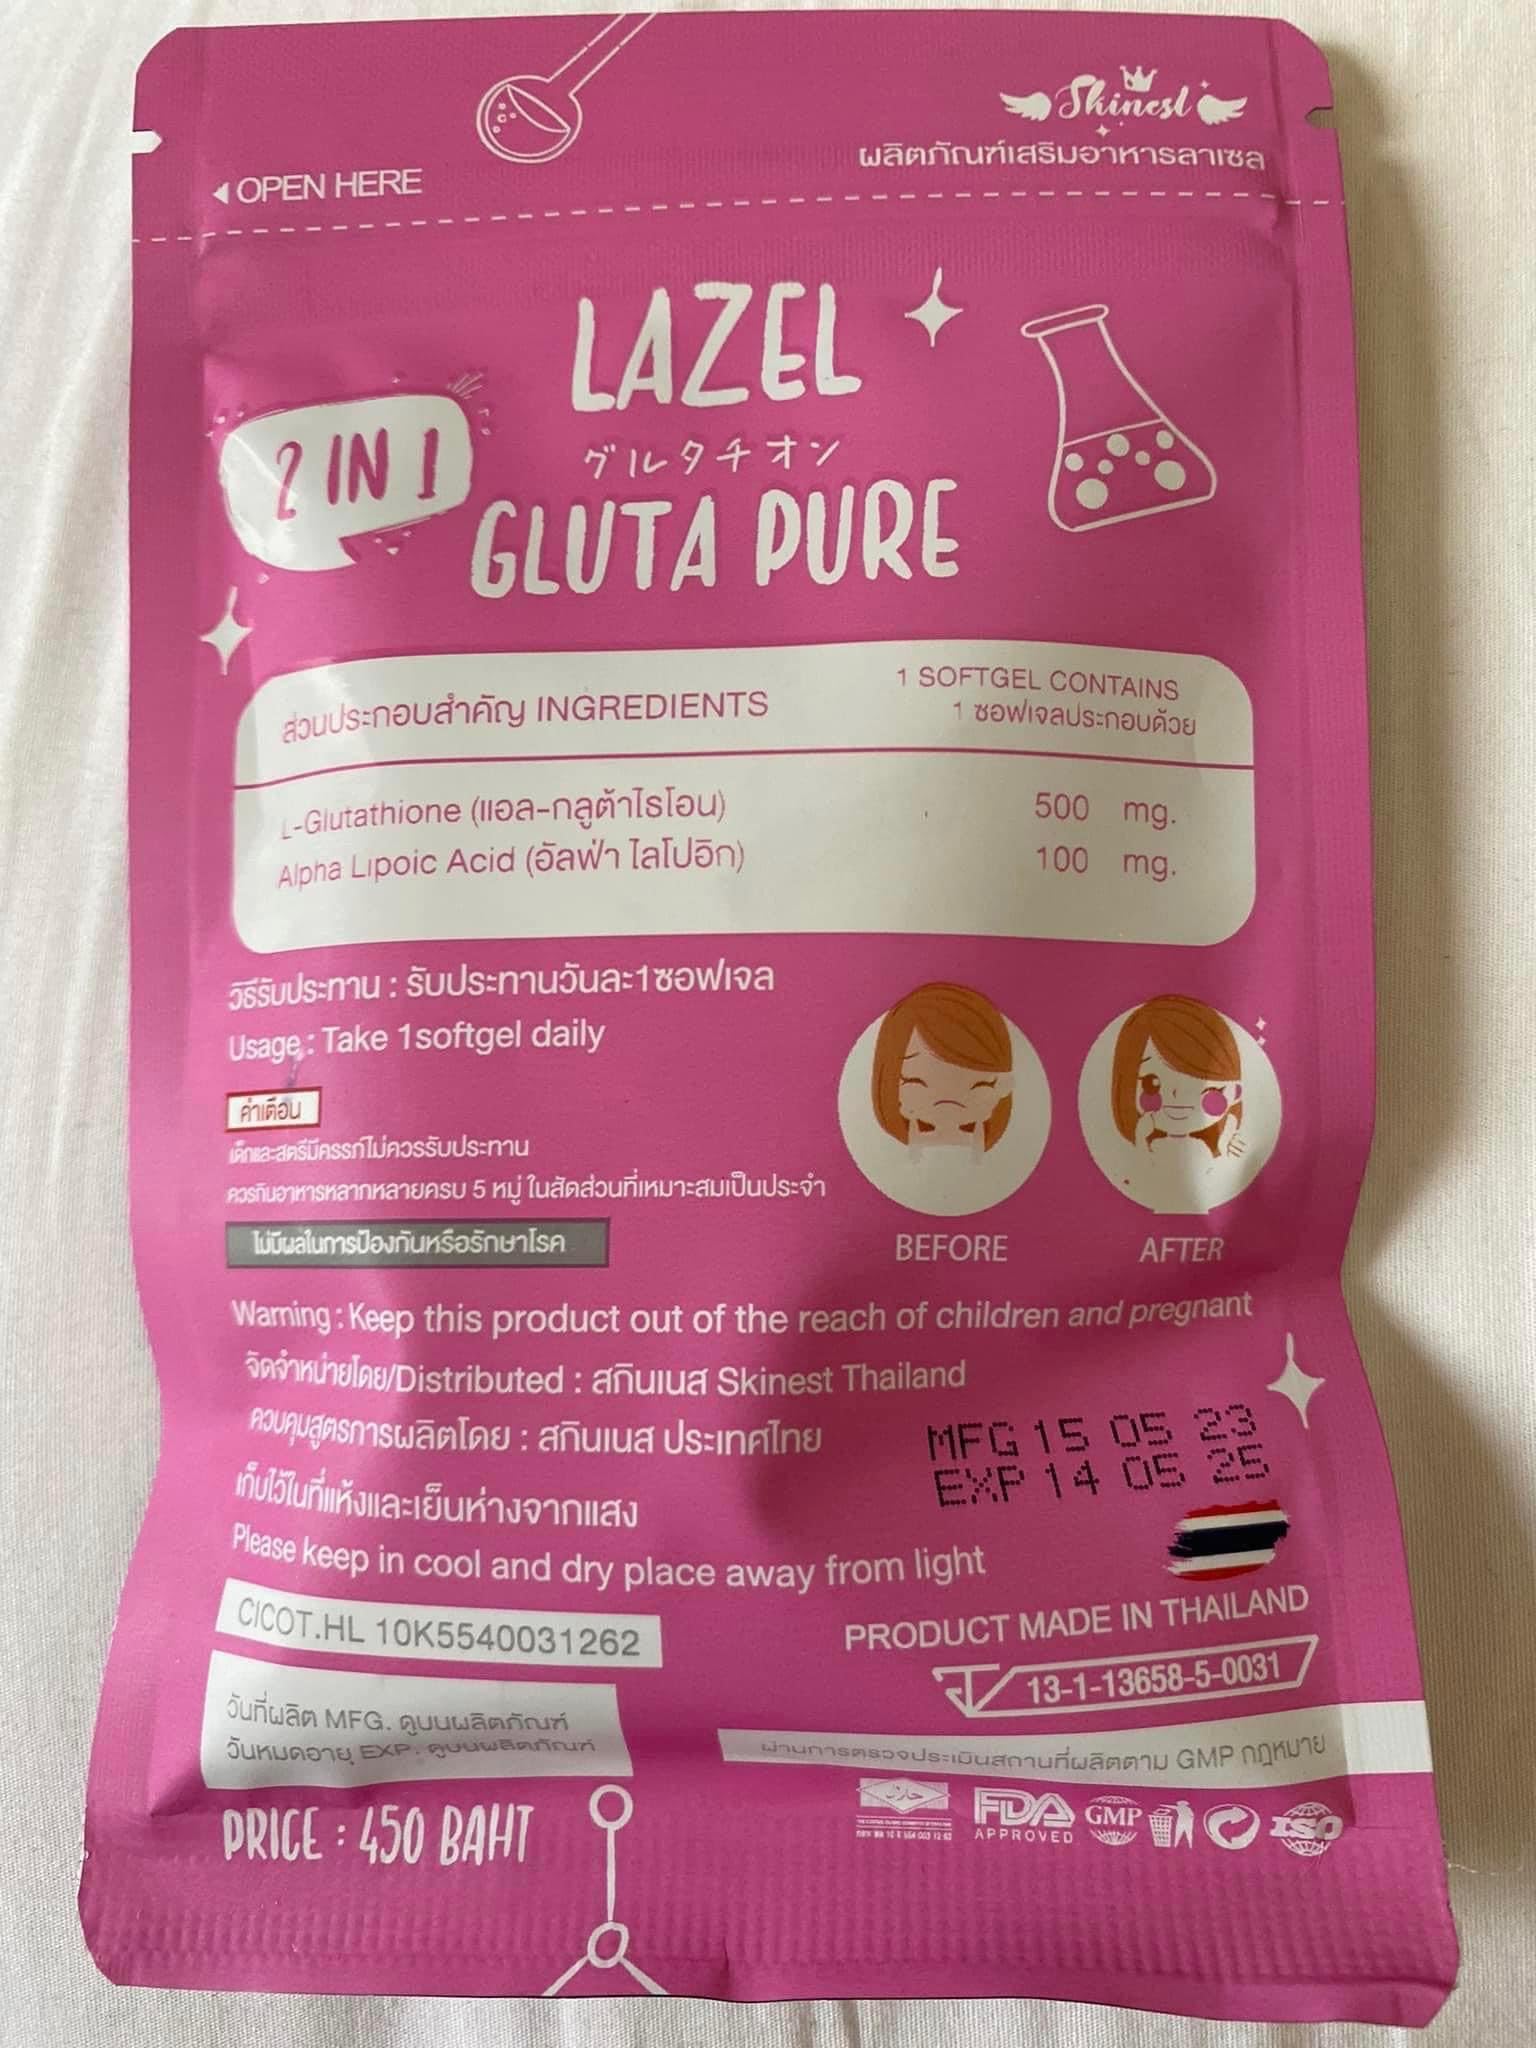 Skinest
ผลิตภัณฑ์เสริมอาหารลาเซล
OPEN HERE
LAZEL
グルタチオン
GLUTA PURE
2 IN 1
ส่วนประกอบสำคัญ INGREDIENTS
1 SOFTGEL CONTAINS
1 ซอฟเจลประกอบด้วย
L-Glutathione (แอล-กลูต้าไธโอน) 500 mg.
Alpha Lipoic Acid (อัลฟ่า ไลโปอิก) 100 mg.
วิธีรับประทาน : รับประทานวันละ1ซอฟเจล
Usage : Take 1softgel daily
คำเตือน
เด็กและสตรีมีครรภ์ไม่ควรรับประทาน
ควรกินอาหารหลากหลายครบ 5 หมู่ ในสัดส่วนที่เหมาะสมเป็นประจำ
ไม่มีผลในการป้องกันหรือรักษาโรค
BEFORE
AFTER
Warning : Keep this product out of the reach of children and pregnant
จัดจำหน่ายโดย/Distributed : สกินเนส Skinest Thailand
ควบคุมสูตรการผลิตโดย : สกินเนส ประเทศไทย
MFG 15 05 23
EXP 14 05 25
เก็บไว้ในที่แห้งและเย็นห่างจากแสง
Please keep in cool and dry place away from light
CICOT.HL 10K5540031262
PRODUCT MADE IN THAILAND
13-1-13658-5-0031
วันที่ผลิต MFG. ดูบนผลิตภัณฑ์
วันหมดอายุ EXP. ดูบนผลิตภัณฑ์
ผ่านการตรวจประเมินสถานที่ผลิตตาม GMP กฎหมาย
PRICE : 450 BAHT
حلال
FDA
APPROVED
GMP
ISO